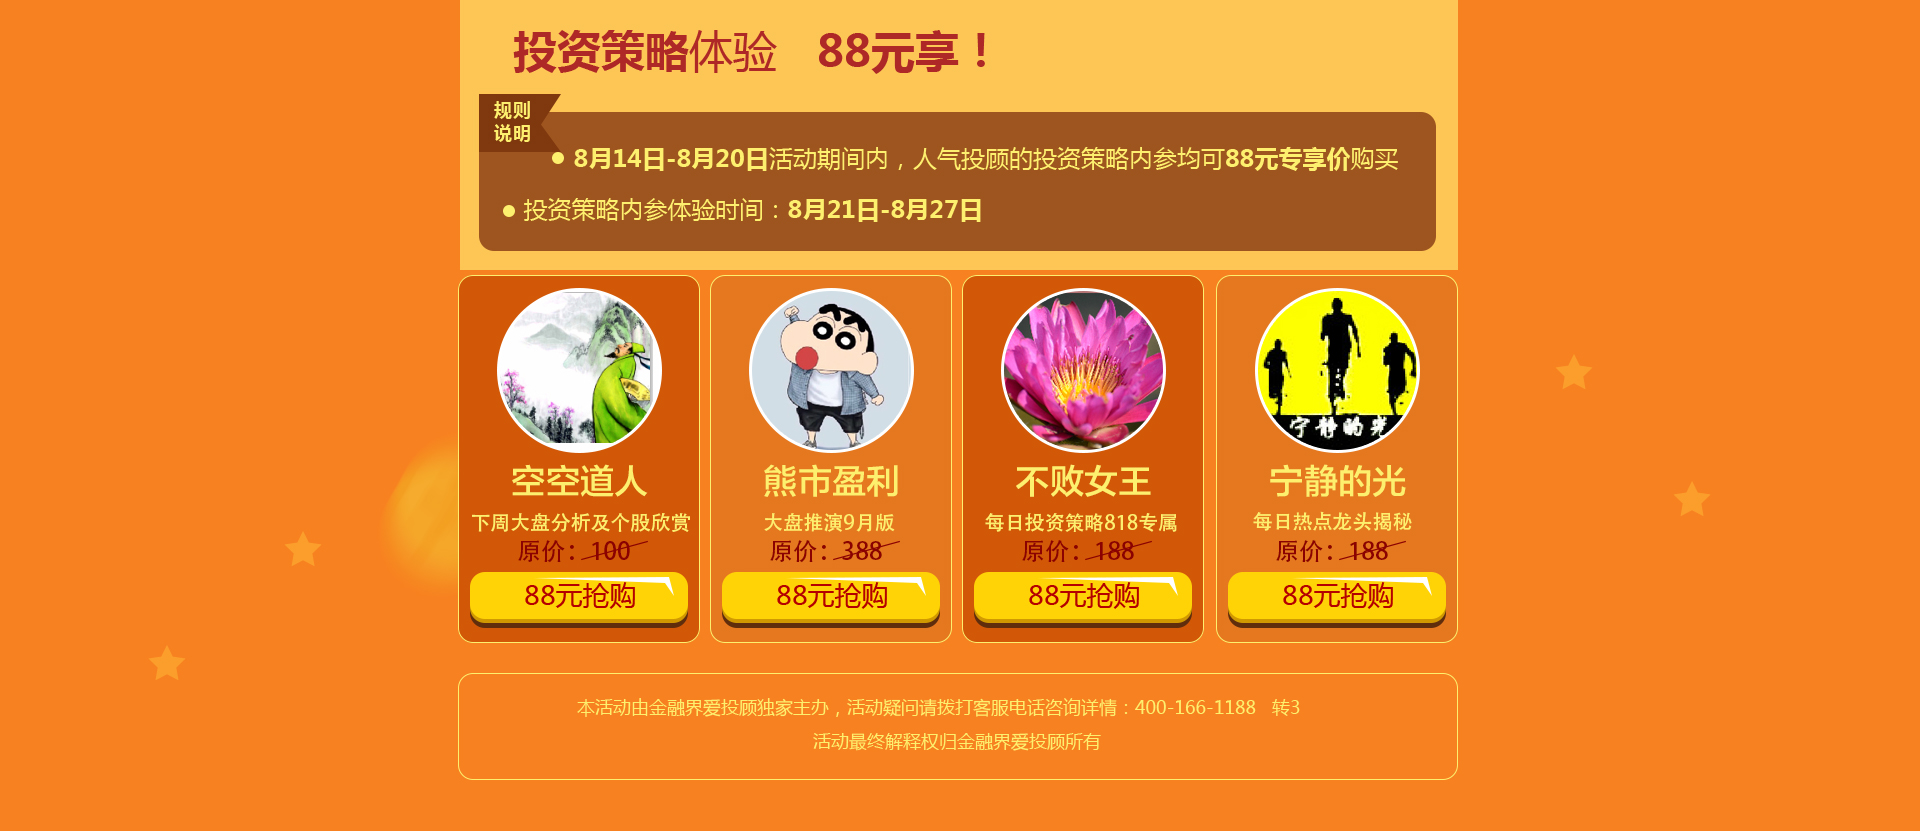 投资策略体验 88元享！
规则
说明
8月14日-8月20日活动期间内，人气投顾的投资策略内参均可88元专享价购买
投资策略内参体验时间：8月21日-8月27日
宁静的光
空空道人
下周大盘分析及个股欣赏
原价：100
88元抢购
熊市盈利
大盘推演9月版
原价：388
88元抢购
不败女王
每日投资策略818专属
原价：188
88元抢购
宁静的光
每日热点龙头揭秘
原价：188
88元抢购
本活动由金融界爱投顾独家主办，活动疑问请拨打客服电话咨询详情：400-166-1188 转3
活动最终解释权归金融界爱投顾所有